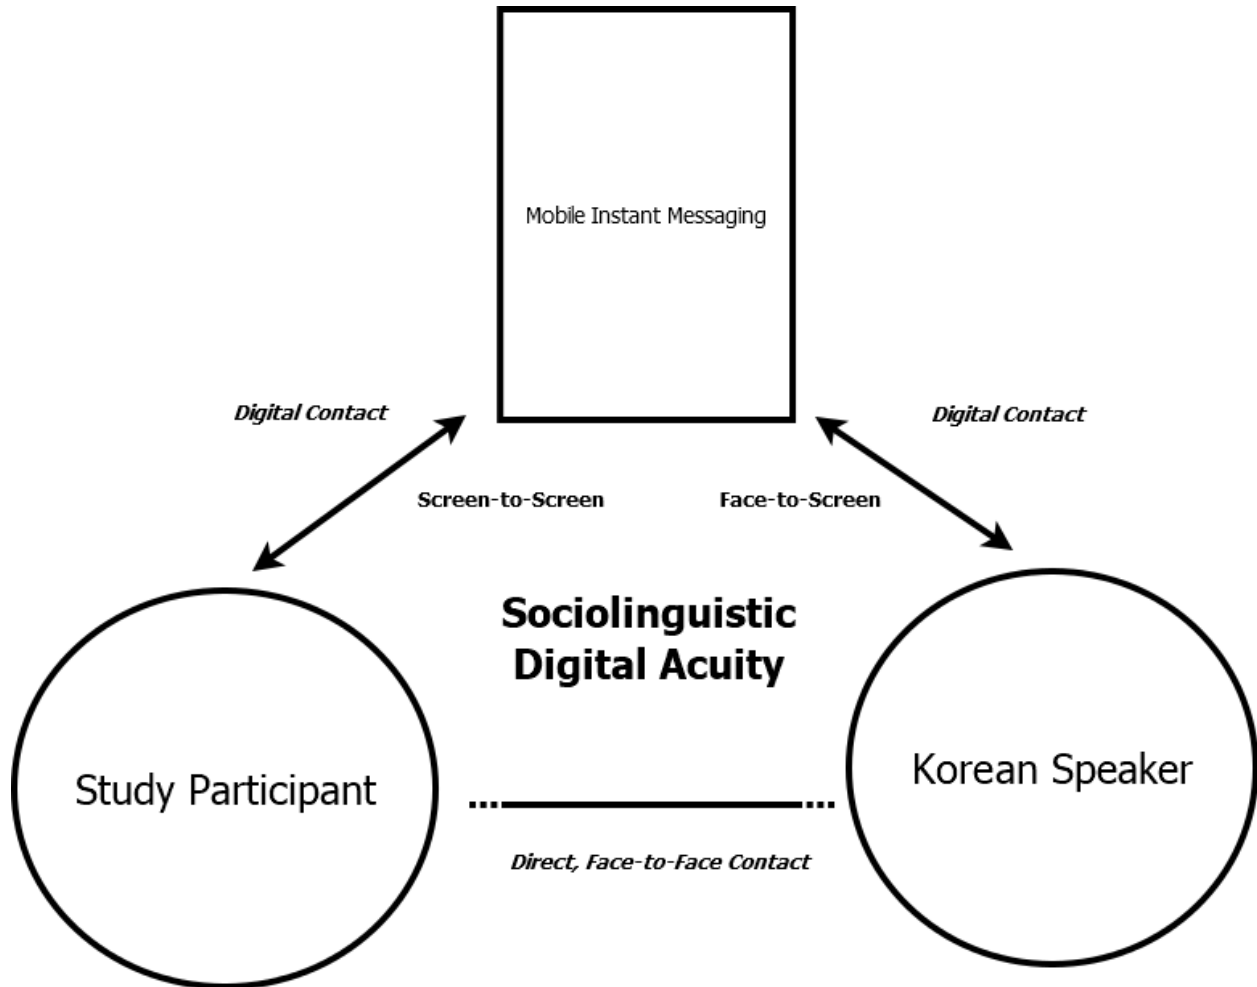 Mobile Instant Messaging
Digital Contact
Digital Contact
Screen-to-Screen
Face-to-Screen
Sociolinguistic
Digital Acuity
Study Participant
Korean Speaker
Direct, Face-to-Face Contact